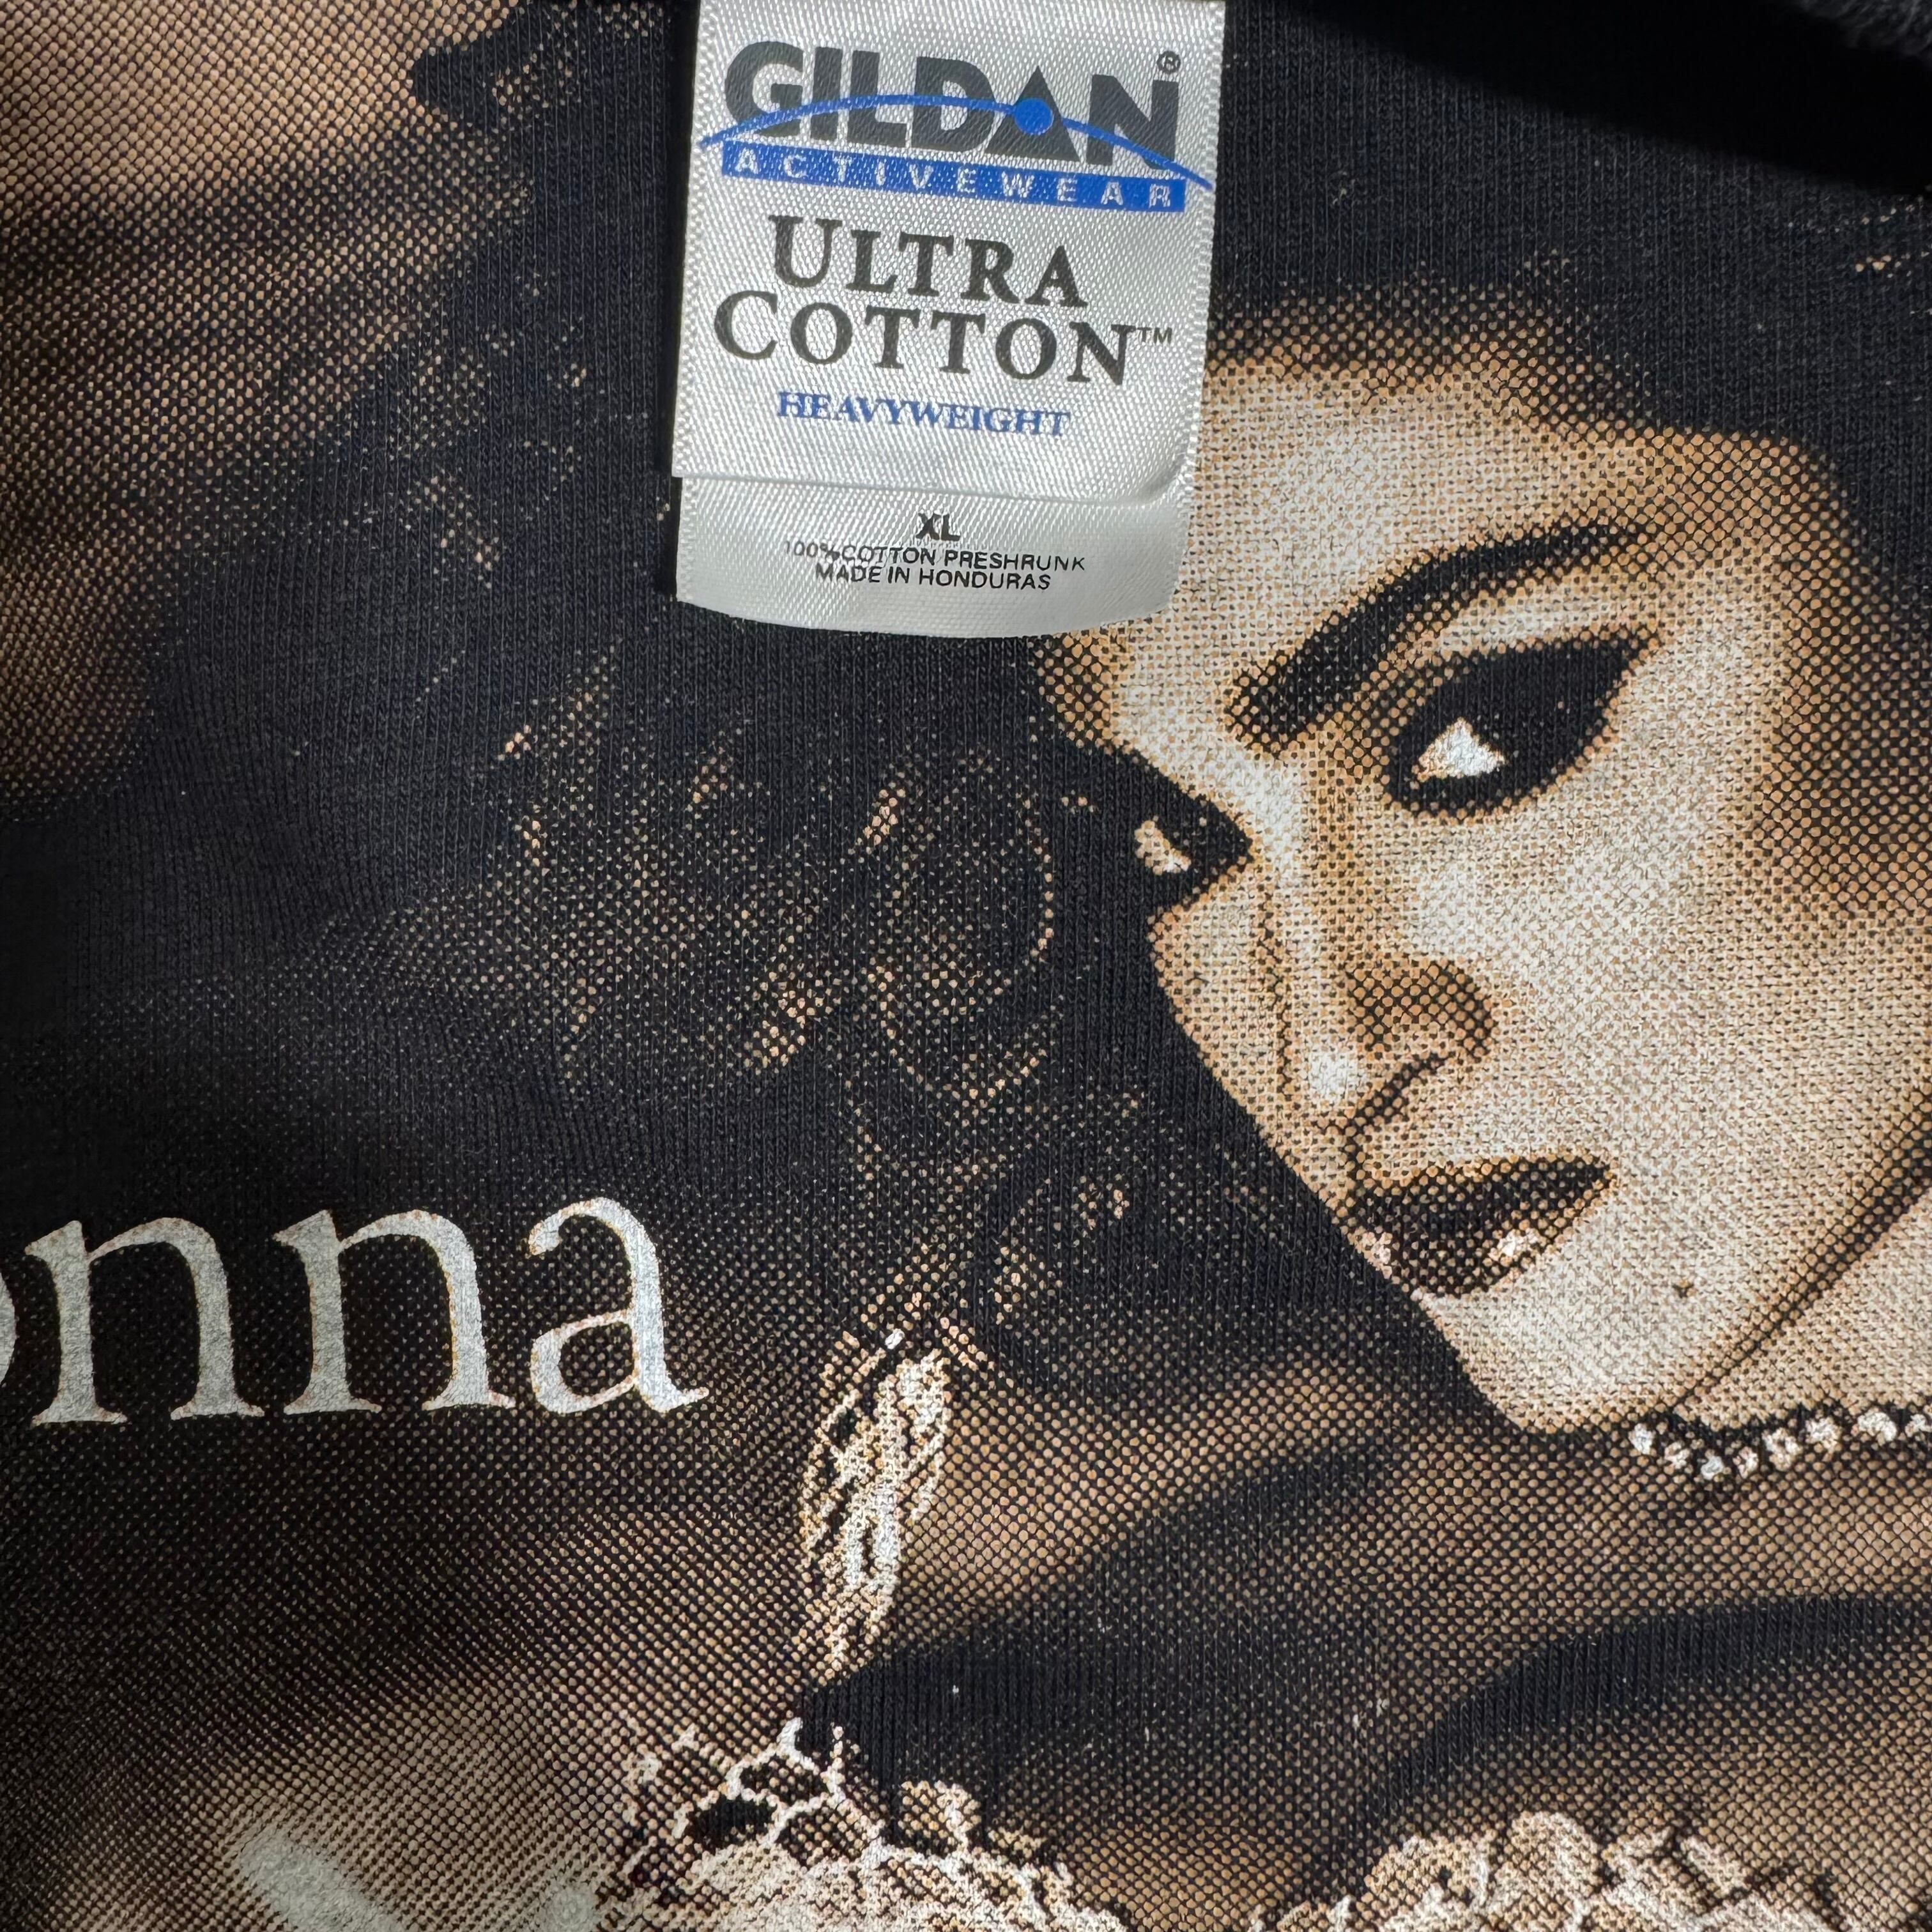 GILDAN®
ACTIVEWEAR
ULTRA
COTTON™
HEAVYWEIGHT
XL
100% COTTON PRESHRUNK
MADE IN HONDURAS
onna